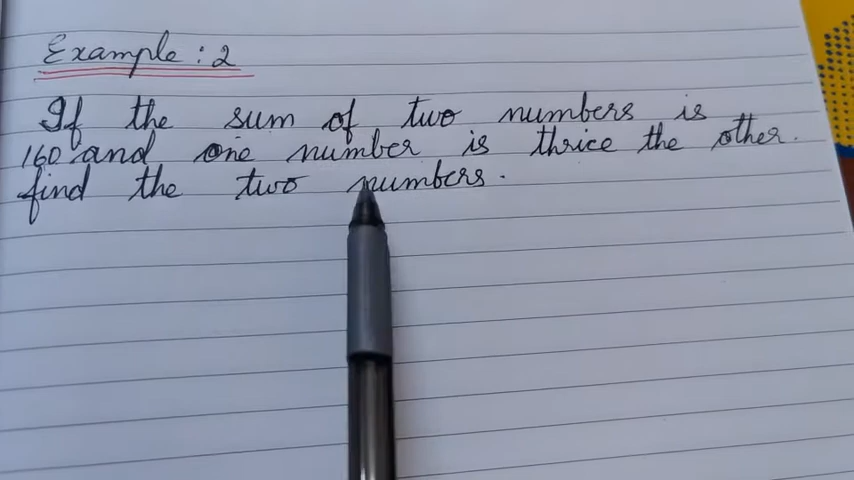 Example : 2
If the sum of two numbers is
160 and one number is thrice the other.
find the two numbers.